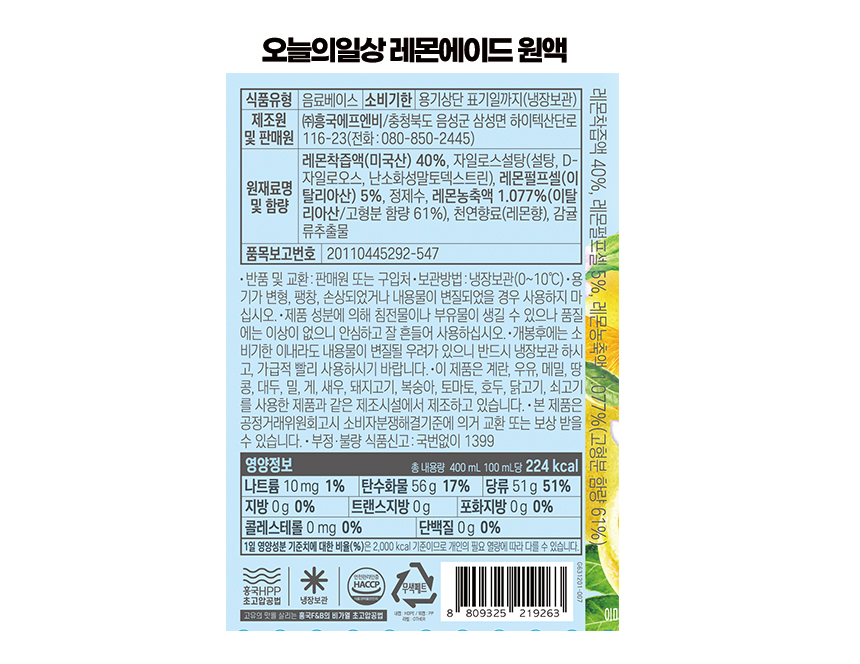 오늘의일상 레몬에이드 원액
식품유형 음료베이스 소비기한 용기상단 표기일까지(냉장보관)
제조원 및 판매원 ㈜흥국에프엔비/충청북도 음성군 삼성면 하이텍산단로
116-23(전화 : 080-850-2445)
원재료명 및 함량 레몬착즙액(미국산) 40%, 자일로스설탕(설탕, D-
자일로오스, 난소화성말토덱스트린), 레몬펄프셀(이
탈리아산) 5%, 정제수, 레몬농축액 1.077%(이탈
리아산/고형분 함량 61%), 천연향료(레몬향), 감귤
류추출물
품목보고번호 20110445292-547
• 반품 및 교환 : 판매원 또는 구입처 • 보관방법 : 냉장보관(0~10℃) • 용
기가 변형, 팽창, 손상되었거나 내용물이 변질되었을 경우 사용하지 마
십시오. • 제품 성분에 의해 침전물이나 부유물이 생길 수 있으나 품질
에는 이상이 없으니 안심하고 잘 흔들어 사용하십시오. • 개봉후에는 소
비기한 이내라도 내용물이 변질될 우려가 있으니 반드시 냉장보관 하시
고, 가급적 빨리 사용하시기 바랍니다. • 이 제품은 계란, 우유, 메밀, 땅
콩, 대두, 밀, 게, 새우, 돼지고기, 복숭아, 토마토, 호두, 닭고기, 쇠고기
를 사용한 제품과 같은 제조시설에서 제조하고 있습니다. • 본 제품은
공정거래위원회고시 소비자분쟁해결기준에 의거 교환 또는 보상 받을
수 있습니다. • 부정·불량 식품신고 : 국번없이 1399
영양정보 총 내용량 400 mL 100 mL당 224 kcal
나트륨 10 mg 1% 탄수화물 56 g 17% 당류 51 g 51%
지방 0 g 0% 트랜스지방 0 g 포화지방 0 g 0%
콜레스테롤 0 mg 0% 단백질 0 g 0%
1일 영양성분 기준치에 대한 비율(%)은 2,000 kcal 기준이므로 개인의 필요 열량에 따라 다를 수 있습니다.
흥국HPP
초고압공법
냉장보관
안전관리인증
HACCP
무색페트
고유의 맛을 살리는 흥국F&B의 비가열 초고압공법
8 809325 219263
레몬착즙액 40%, 레몬펄프셀 5%, 레몬농축액 1.077%(고형분 함량 61%)
G631201-007